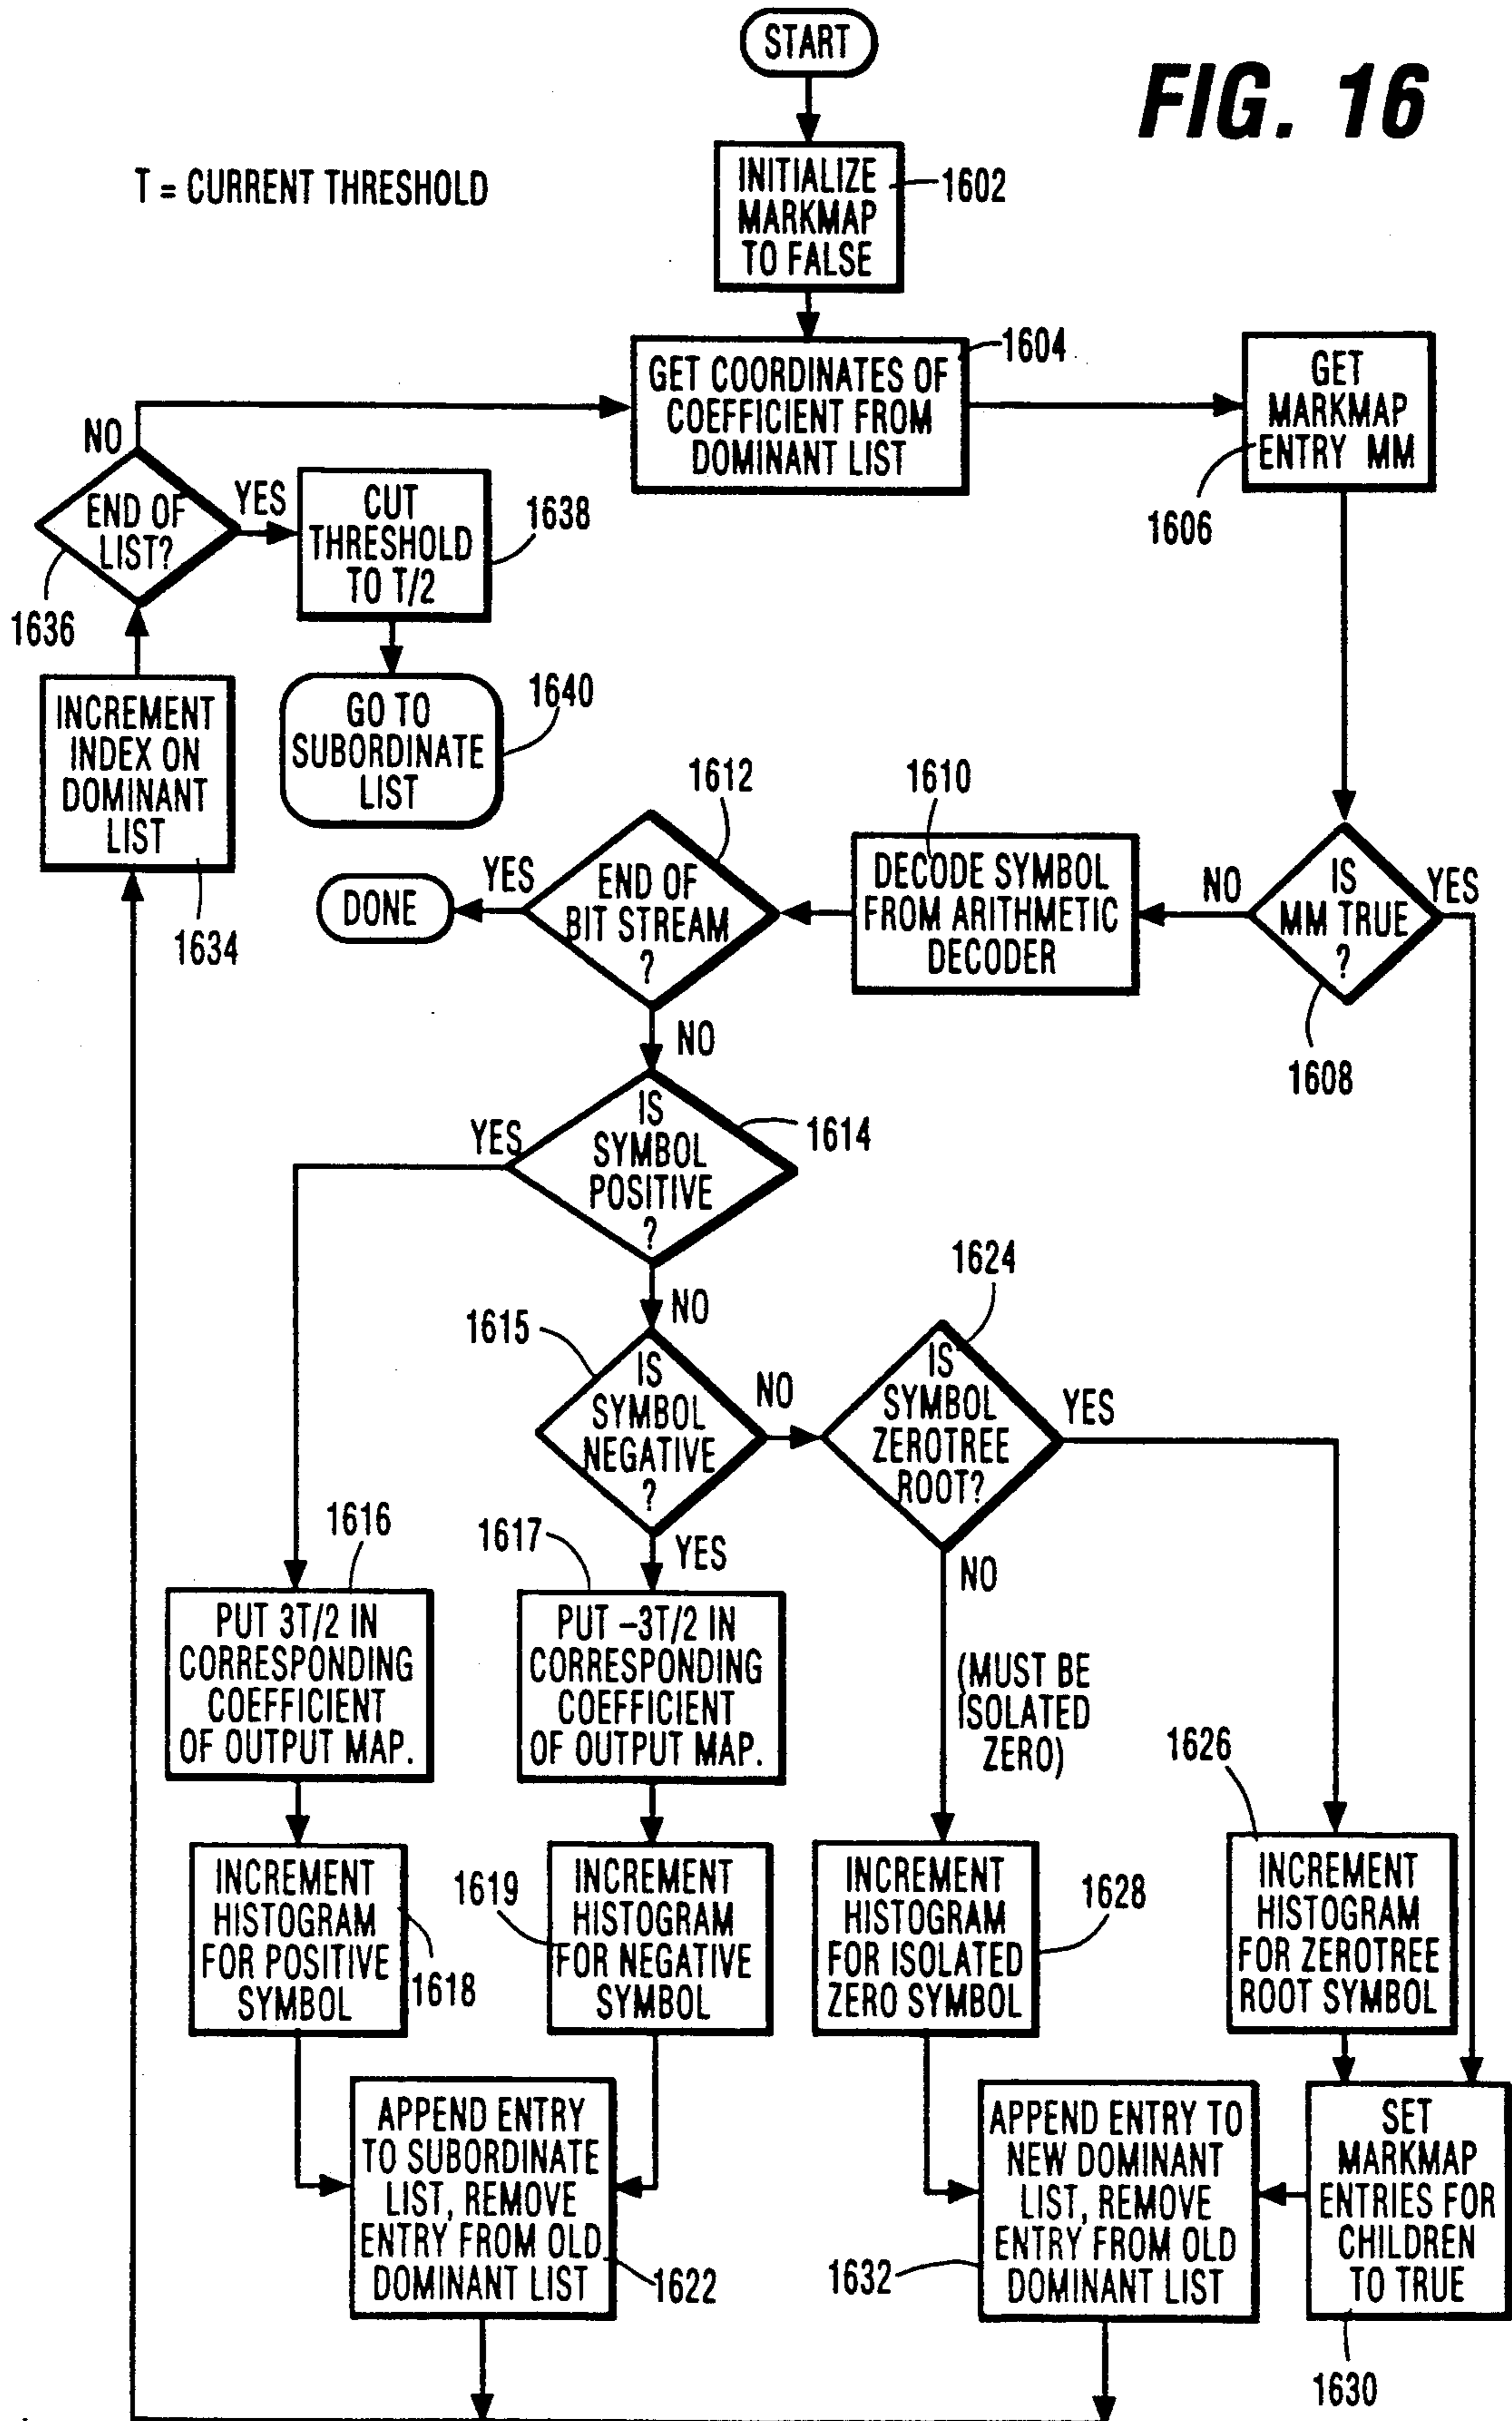 START
FIG. 16
T = CURRENT THRESHOLD
INITIALIZE
MARKMAP
TO FALSE
1602
GET COORDINATES OF
COEFFICIENT FROM
DOMINANT LIST
1604
GET
MARKMAP
ENTRY MM
1606
NO
END OF
LIST?
YES
1636
CUT
THRESHOLD
TO T/2
1638
INCREMENT
INDEX ON
DOMINANT
LIST
1634
GO TO
SUBORDINATE
LIST
1640
1612
1610
DONE
YES
END OF
BIT STREAM
?
DECODE SYMBOL
FROM ARITHMETIC
DECODER
NO
IS
MM TRUE
?
YES
1608
NO
YES
IS
SYMBOL
POSITIVE
?
1614
NO
1615
IS
SYMBOL
NEGATIVE
?
NO
1624
IS
SYMBOL
ZEROTREE
ROOT?
YES
1616
1617
YES
NO
PUT 3T/2 IN
CORRESPONDING
COEFFICIENT
OF OUTPUT MAP.
PUT –3T/2 IN
CORRESPONDING
COEFFICIENT
OF OUTPUT MAP.
(MUST BE
ISOLATED
ZERO)
1626
INCREMENT
HISTOGRAM
FOR POSITIVE
SYMBOL
1618
1619
INCREMENT
HISTOGRAM
FOR NEGATIVE
SYMBOL
INCREMENT
HISTOGRAM
FOR ISOLATED
ZERO SYMBOL
1628
INCREMENT
HISTOGRAM
FOR ZEROTREE
ROOT SYMBOL
APPEND ENTRY
TO SUBORDINATE
LIST, REMOVE
ENTRY FROM OLD
DOMINANT LIST
1622
1632
APPEND ENTRY TO
NEW DOMINANT
LIST, REMOVE
ENTRY FROM OLD
DOMINANT LIST
SET
MARKMAP
ENTRIES FOR
CHILDREN
TO TRUE
1630